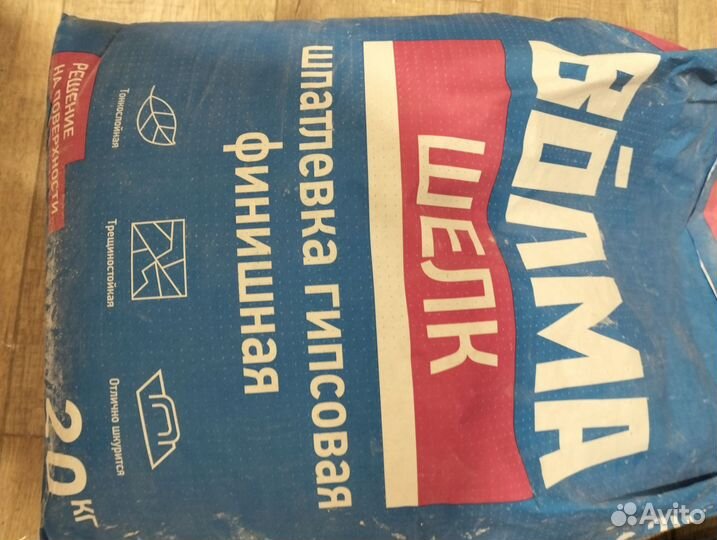 ВОЛМА
ШЕЛК
ШПАТЛЕВКА ГИПСОВАЯ
ФИНИШНАЯ
Тонкослойная
Трещиностойкая
Отлично шкурится
РЕШЕНИЕ
НА ПОВЕРХНОСТИ
20 КГ
Avito